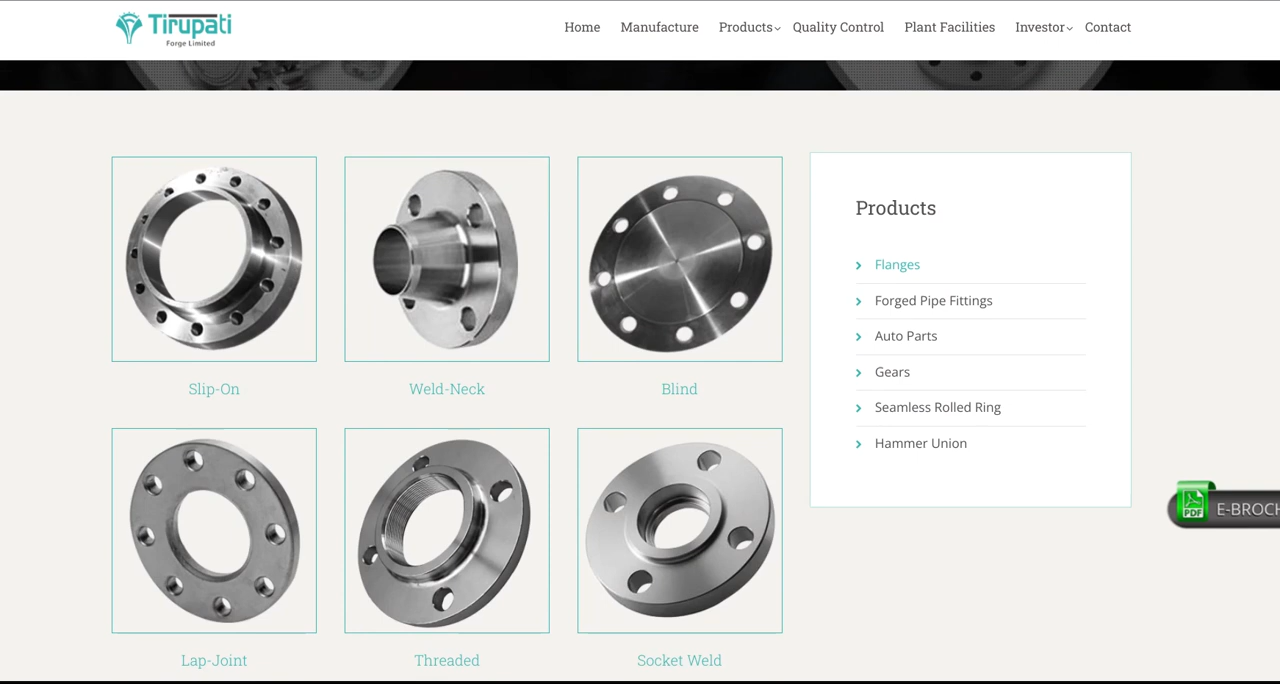 Tirupati
Forge Limited
Home Manufacture Products Quality Control Plant Facilities Investor Contact
Slip-On Weld-Neck Blind
Lap-Joint Threaded Socket Weld
Products
Flanges
Forged Pipe Fittings
Auto Parts
Gears
Seamless Rolled Ring
Hammer Union
PDF E-BROCH